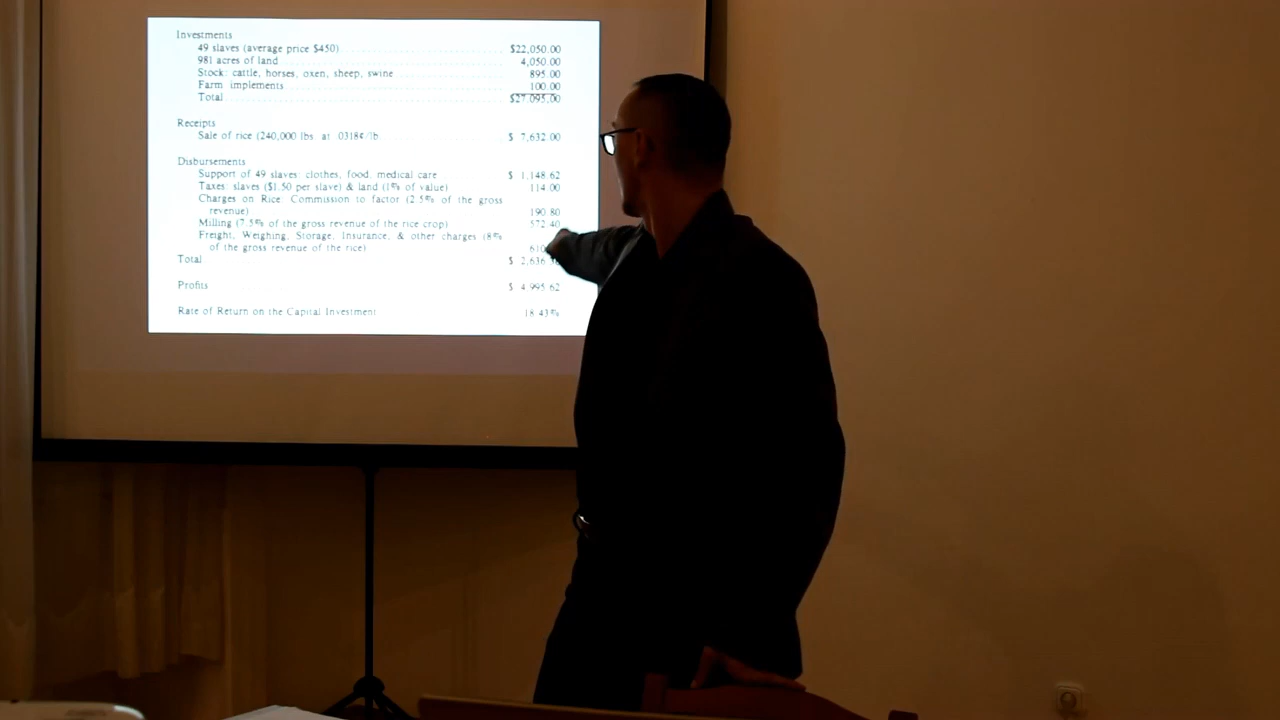 Investments
49 slaves (average price $450) $22,050.00
981 acres of land 4,050.00
Stock: cattle, horses, oxen, sheep, swine 895.00
Farm implements 100.00
Total $27,095.00
Receipts
Sale of rice (240,000 lbs at .0318¢/lb. $ 7,632.00
Disbursements
Support of 49 slaves: clothes, food, medical care $ 1,148.62
Taxes: slaves ($1.50 per slave) & land (1% of value) 114.00
Charges on Rice: Commission to factor (2.5% of the gross
revenue) 190.80
Milling (7.5% of the gross revenue of the rice crop) 572.40
Freight, Weighing, Storage, Insurance, & other charges (8%
of the gross revenue of the rice) 610
Total $ 2,636
Profits $ 4,995.62
Rate of Return on the Capital Investment 18.43%